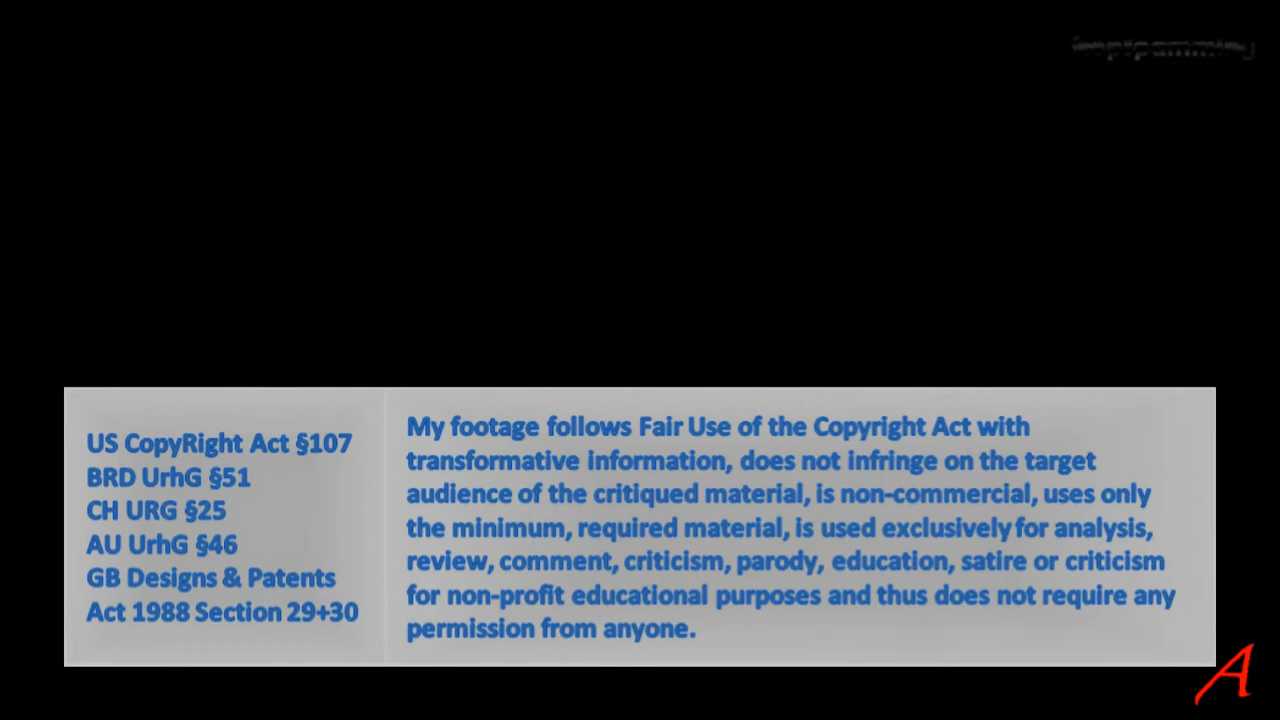 US CopyRight Act §107
BRD UrhG §51
CH URG §25
AU UrhG §46
GB Designs & Patents
Act 1988 Section 29+30
My footage follows Fair Use of the Copyright Act with
transformative information, does not infringe on the target
audience of the critiqued material, is non-commercial, uses only
the minimum, required material, is used exclusively for analysis,
review, comment, criticism, parody, education, satire or criticism
for non-profit educational purposes and thus does not require any
permission from anyone.
A